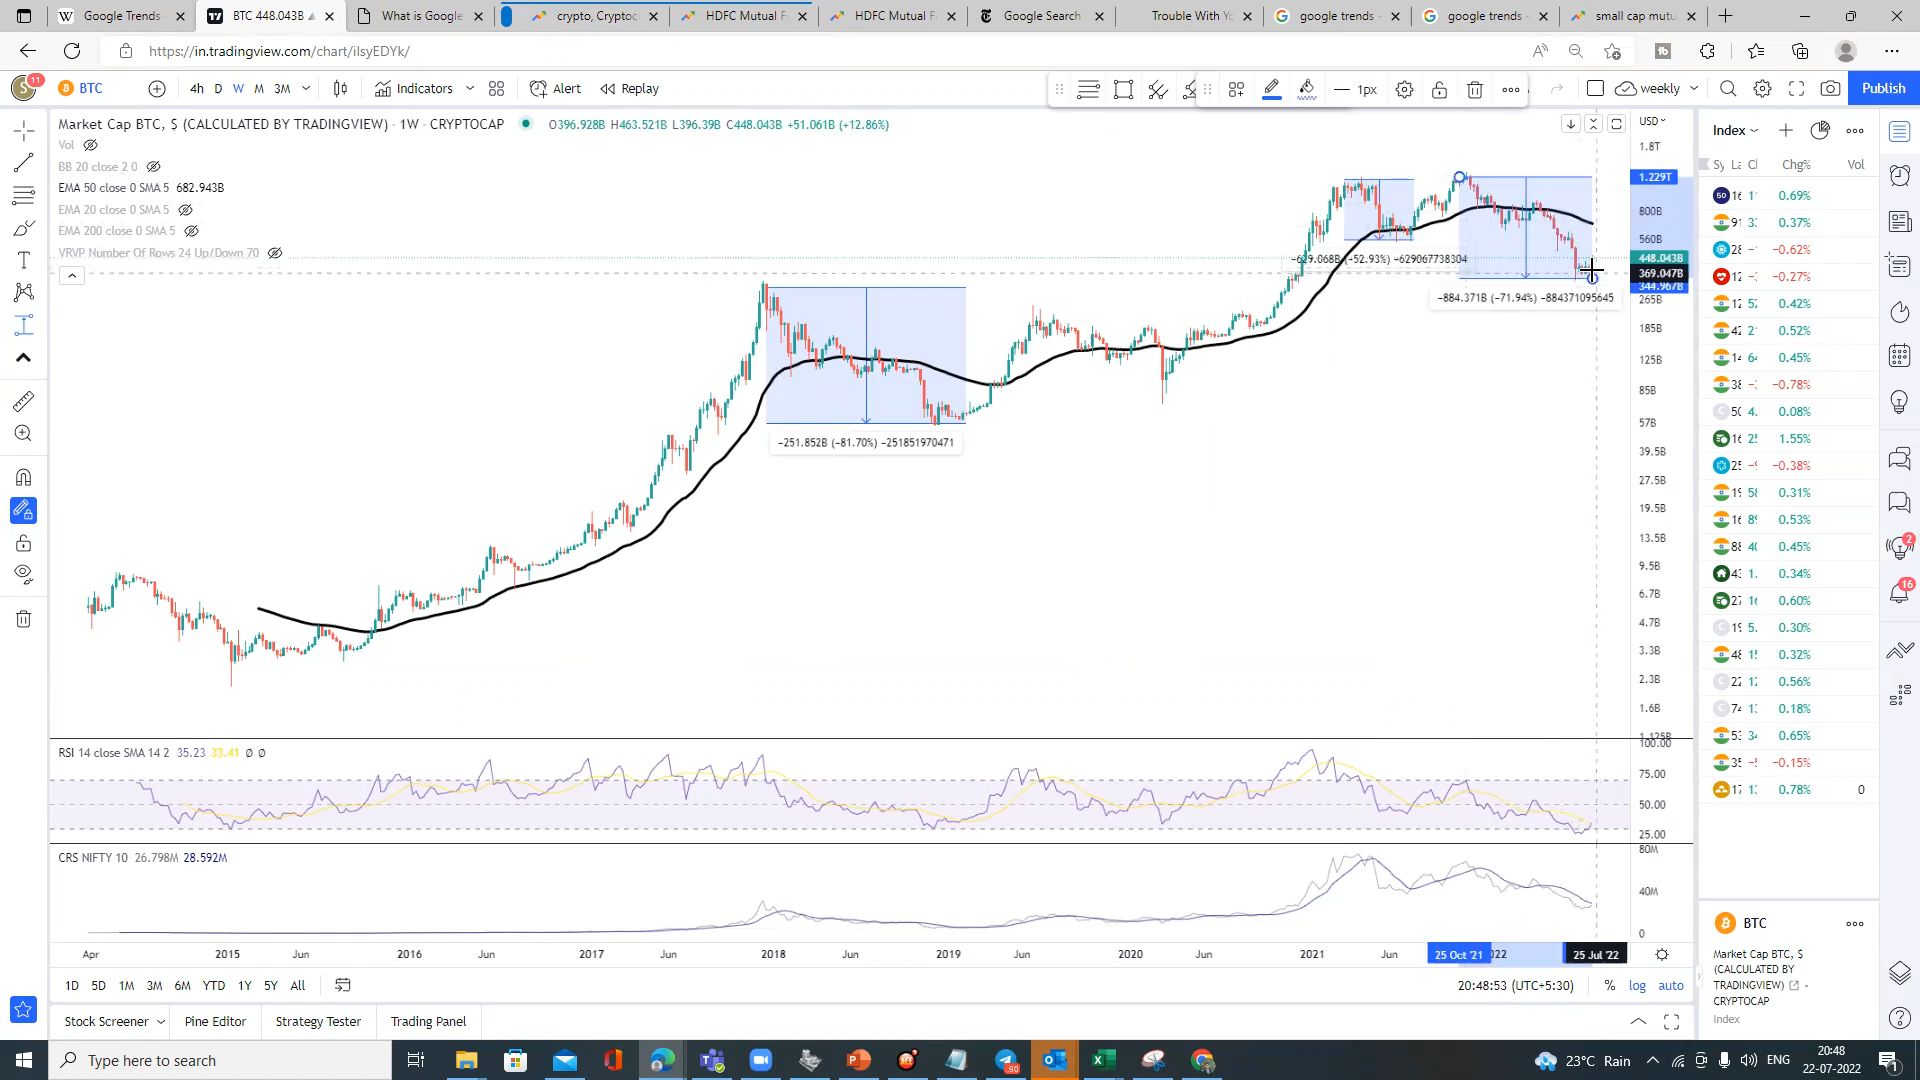 Google Trends -
BTC 448.043B
What is Google
crypto, Cryptoc
HDFC Mutual F
HDFC Mutual F
Google Search
Trouble With Yo
google trends -
google trends -
small cap mutu
https://in.tradingview.com/chart/ilsyEDYk/
S 11
BTC
4h D W M 3M
Indicators
Alert
Replay
1px
weekly
Publish
Market Cap BTC, $ (CALCULATED BY TRADINGVIEW) · 1W · CRYPTOCAP
O396.928B H463.521B L396.39B C448.043B +51.061B (+12.86%)
Vol
BB 20 close 2 0
EMA 50 close 0 SMA 5 682.943B
EMA 20 close 0 SMA 5
EMA 200 close 0 SMA 5
VRVP Number Of Rows 24 Up/Down 70
USD
1.8T
1.229T
800B
560B
448.043B
369.047B
344.967B
265B
185B
125B
85B
57B
39.5B
27.5B
19.5B
13.5B
9.5B
6.7B
4.7B
3.3B
2.3B
1.6B
1.125B
-629.068B (-52.93%) -629067738304
-884.371B (-71.94%) -884371095645
-251.852B (-81.70%) -251851970471
RSI 14 close SMA 14 2 35.23 33.41 Ø Ø
100.00
75.00
50.00
25.00
CRS NIFTY 10 26.798M 28.592M
80M
40M
0
Apr 2015 Jun 2016 Jun 2017 Jun 2018 Jun 2019 Jun 2020 Jun 2021 Jun 25 Oct '21 022 25 Jul '22
1D 5D 1M 3M 6M YTD 1Y 5Y All
20:48:53 (UTC+5:30) % log auto
Stock Screener
Pine Editor
Strategy Tester
Trading Panel
Index
Chg% Vol
50 0.69%
0.37%
-0.62%
-0.27%
0.42%
0.52%
0.45%
-0.78%
0.08%
1.55%
-0.38%
0.31%
0.53%
0.45%
0.34%
0.60%
0.30%
0.32%
0.56%
0.18%
0.65%
-0.15%
0.78% 0
2
16
BTC
Market Cap BTC, $
(CALCULATED BY
TRADINGVIEW)
CRYPTOCAP
Index
Type here to search
23°C Rain
ENG
20:48
22-07-2022